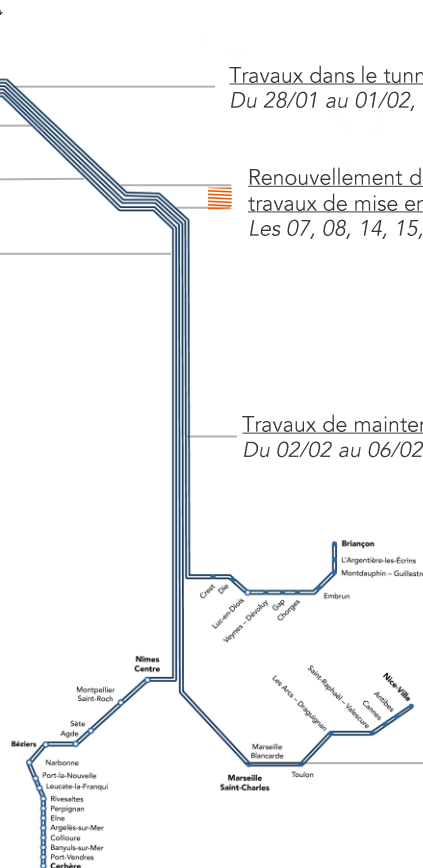 Travaux dans le tunn
Du 28/01 au 01/02,
Renouvellement d
travaux de mise en
Les 07, 08, 14, 15,
Travaux de mainten
Du 02/02 au 06/02
Briançon
L'Argentière-les-Écrins
Montdauphin – Guillestr
Embrun
Crest
Die
Luc-en-Diois
Veynes – Dévoluy
Gap
Chorges
Nîmes
Centre
Montpellier
Saint-Roch
Sète
Agde
Béziers
Narbonne
Port-la-Nouvelle
Leucate-la-Franqui
Rivesaltes
Perpignan
Elne
Argelès-sur-Mer
Collioure
Banyuls-sur-Mer
Port-Vendres
Cerbère
Marseille
Blancarde
Marseille
Saint-Charles
Toulon
Les Arcs – Draguignan
Saint-Raphaël – Valescure
Cannes
Antibes
Nice-Ville